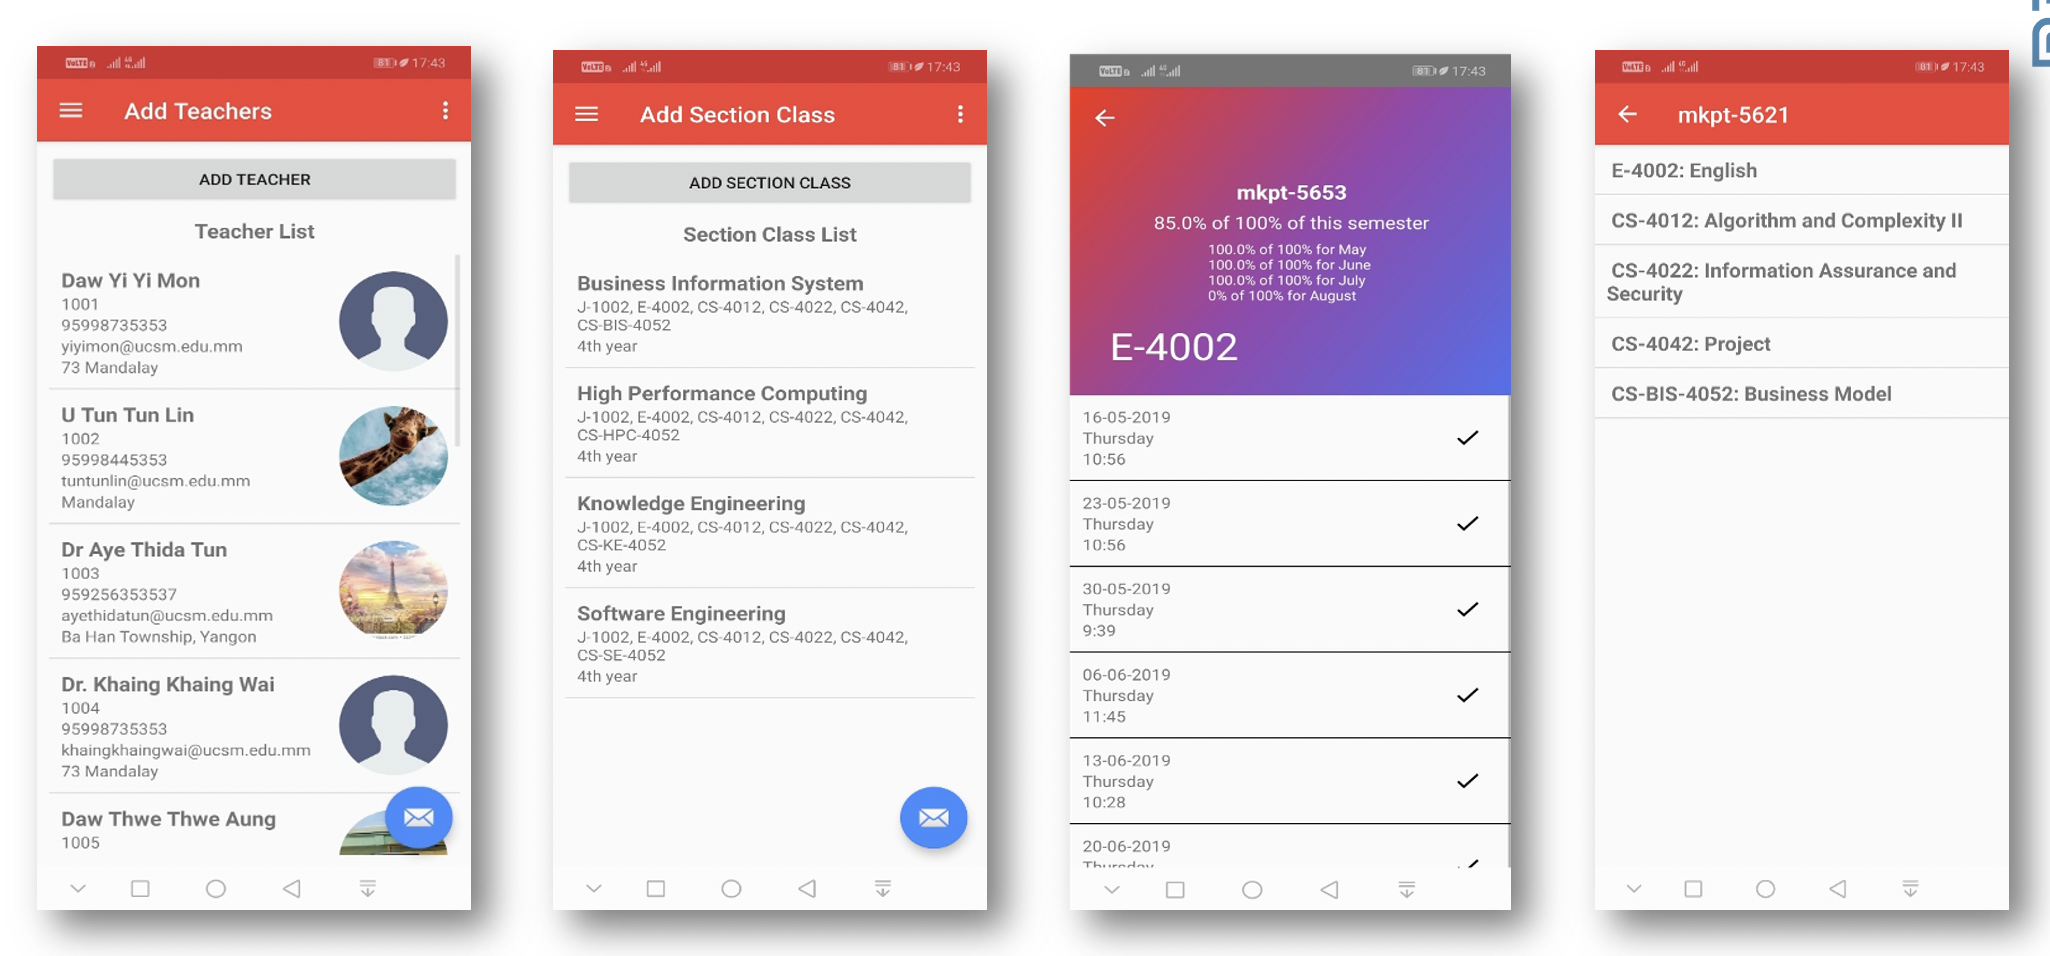 VoLTE
4G
81
17:43
Add Teachers
ADD TEACHER
Teacher List
Daw Yi Yi Mon
1001
95998735353
yiyimon@ucsm.edu.mm
73 Mandalay
U Tun Tun Lin
1002
95998445353
tuntunlin@ucsm.edu.mm
Mandalay
Dr Aye Thida Tun
1003
959256353537
ayethidatun@ucsm.edu.mm
Ba Han Township, Yangon
Dr. Khaing Khaing Wai
1004
95998735353
khaingkhaingwai@ucsm.edu.mm
73 Mandalay
Daw Thwe Thwe Aung
1005
VoLTE
4G
81
17:43
Add Section Class
ADD SECTION CLASS
Section Class List
Business Information System
J-1002, E-4002, CS-4012, CS-4022, CS-4042,
CS-BIS-4052
4th year
High Performance Computing
J-1002, E-4002, CS-4012, CS-4022, CS-4042,
CS-HPC-4052
4th year
Knowledge Engineering
J-1002, E-4002, CS-4012, CS-4022, CS-4042,
CS-KE-4052
4th year
Software Engineering
J-1002, E-4002, CS-4012, CS-4022, CS-4042,
CS-SE-4052
4th year
VoLTE
4G
81
17:43
mkpt-5653
85.0% of 100% of this semester
100.0% of 100% for May
100.0% of 100% for June
100.0% of 100% for July
0% of 100% for August
E-4002
16-05-2019
Thursday
10:56
23-05-2019
Thursday
10:56
30-05-2019
Thursday
9:39
06-06-2019
Thursday
11:45
13-06-2019
Thursday
10:28
20-06-2019
Thursday
VoLTE
4G
81
17:43
mkpt-5621
E-4002: English
CS-4012: Algorithm and Complexity II
CS-4022: Information Assurance and
Security
CS-4042: Project
CS-BIS-4052: Business Model